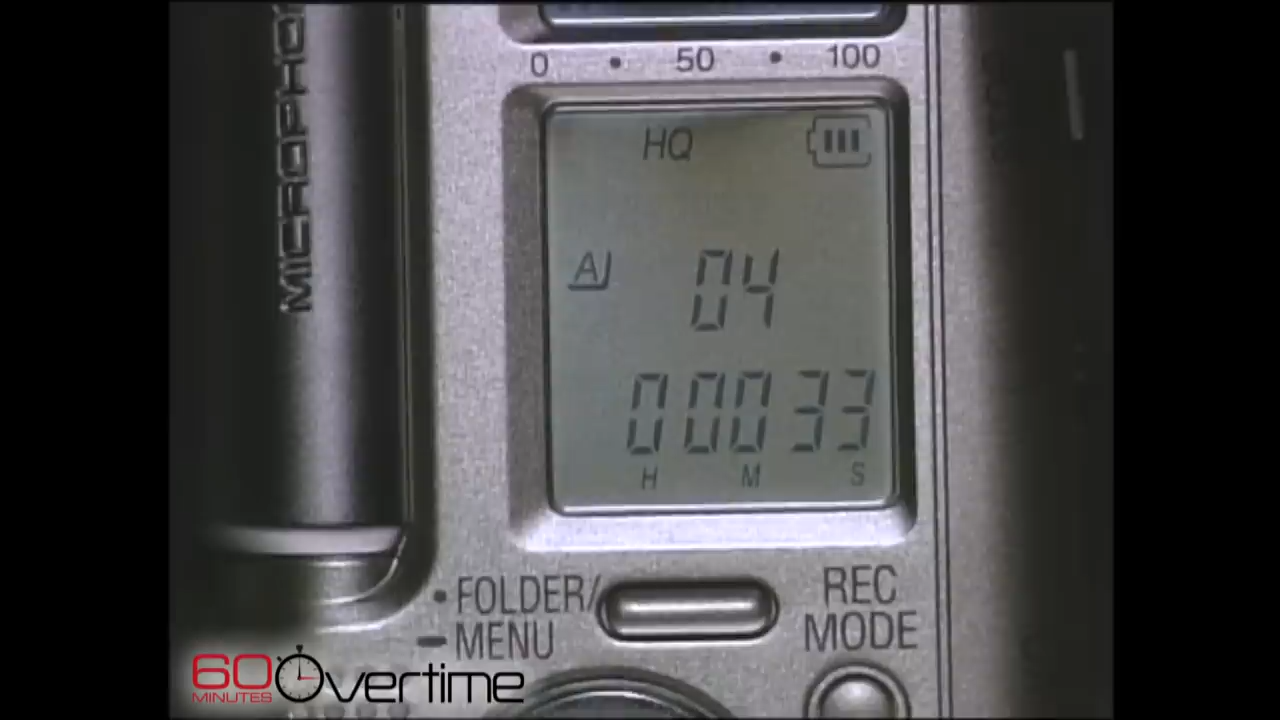 MICROPHO
0 • 50 • 100
HQ
A
04
0 00 33
H M S
• FOLDER/
— MENU
REC
MODE
60 Overtime
MINUTES